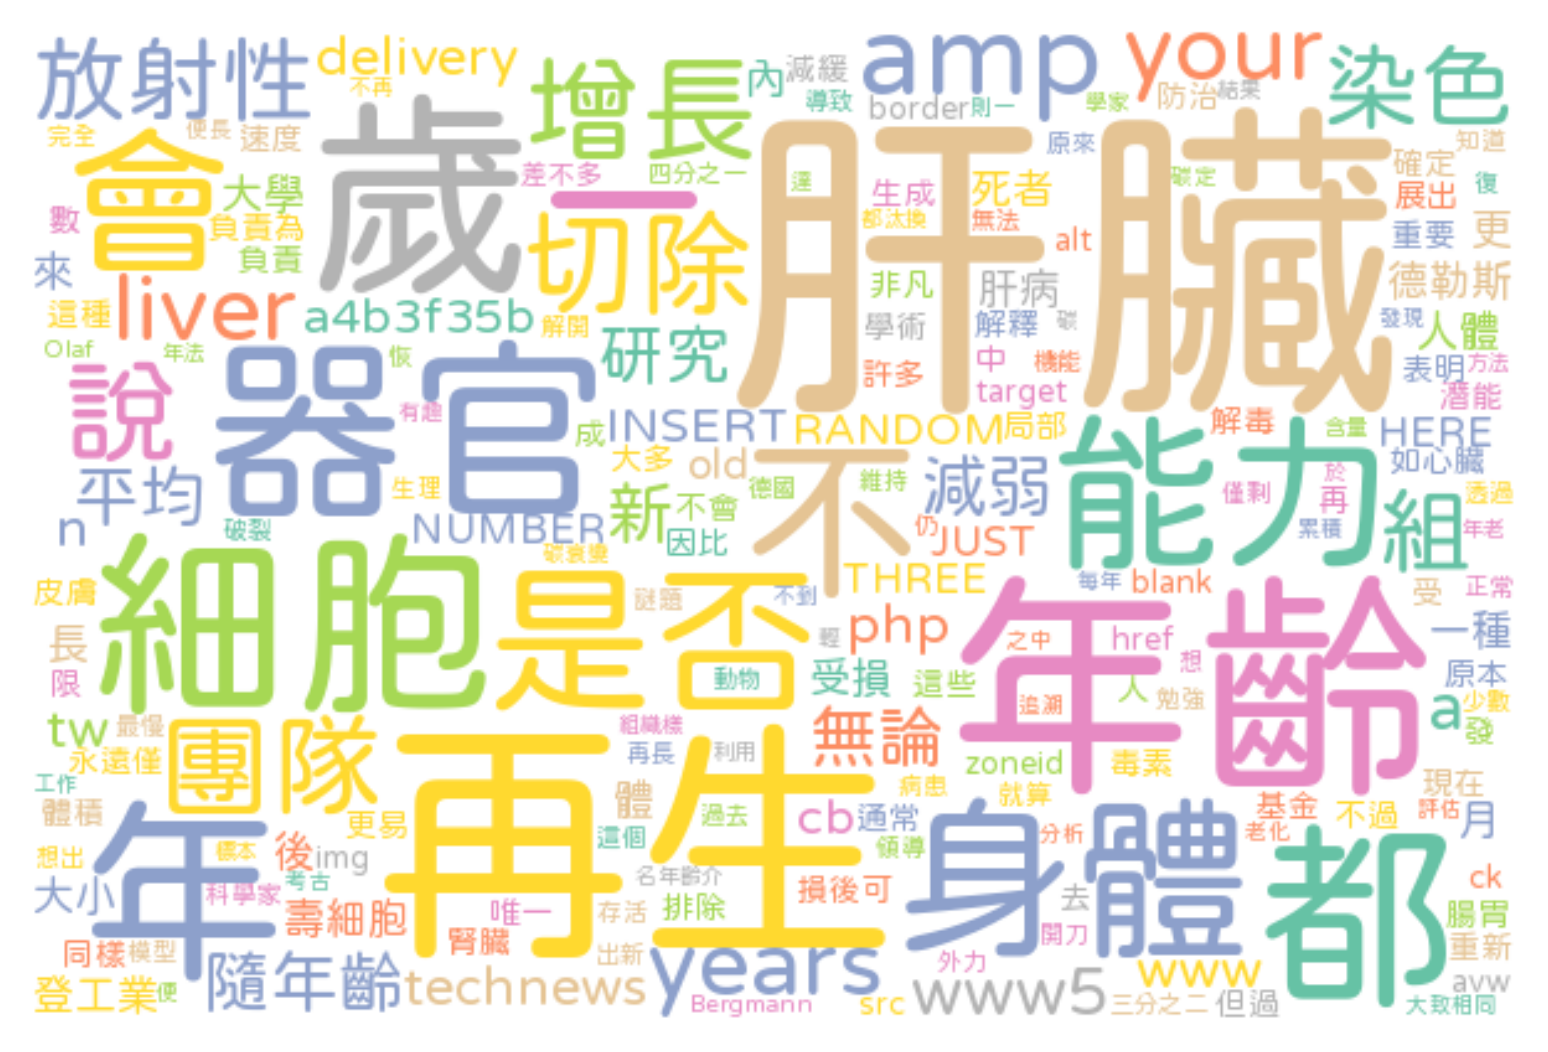 放射性 delivery 增長 內 減緩 amp your 染色
不再 導致 border 則一 學家 防治 結果
完全 便長 速度 歲 原來 知道
會 大學 差不多 四分之一 達 肝臟 碳定 確定
數 負責為 一 切除 生成 死者 展出 復
來 負責 都汰換 無法 alt 重要 更
這種 liver a4b3f35b 解開 非凡 肝病 德勒斯
Olaf 年法 恢 研究 學術 解釋 碳 發現 人體
說 器官 許多 中 機能 表明 方法
有趣 target 潛能
成 INSERT RANDOM 局部 解毒 含量 HERE
平均 大多 old 不 減弱 能力 於 如心臟
生理 新 不會 德國 維持 僅剩 再 透過
n 破裂 NUMBER 因比 仍 JUST 累積 組 年老
細胞 碳衰變 THREE 每年 blank
皮膚 是否 謎題 不到 年齡 受 正常
長 輕 php 之中 href 一種
限 動物 受損 這些 想 人 勉強 原本
tw 最慢 組織樣 追溯 a 少數
永遠僅 團隊 再生 再長 利用 無論 zoneid 毒素 發
工作 病患 就算 現在
體積 年 更易 體 過去 cb 通常 身體 基金 不過 評估 月
想出 標本 後 img 這個 領導 分析 老化 都
大小 科學家 考古 名年齡介 損後可 去 ck
壽細胞 唯一 存活 排除 開刀 腸胃
同樣 模型 腎臟 出新 外力 重新
登工業 便 隨年齡 technews years www5 www avw
Bergmann src 三分之二 但過 大致相同